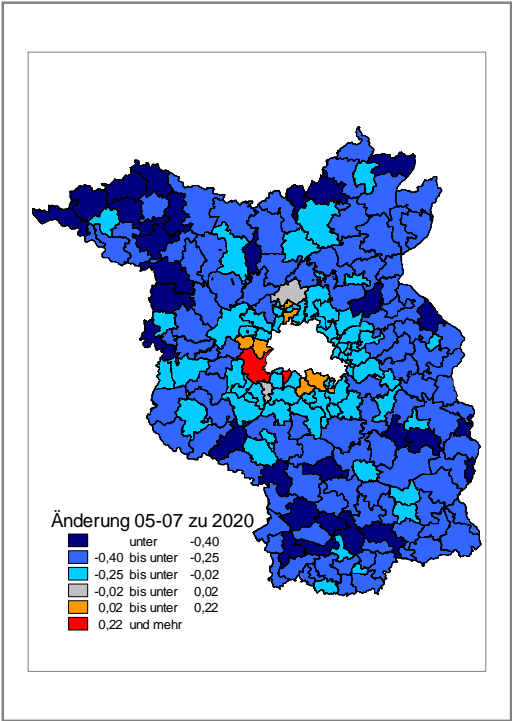 Änderung 05-07 zu 2020
unter -0,40
-0,40 bis unter -0,25
-0,25 bis unter -0,02
-0,02 bis unter 0,02
0,02 bis unter 0,22
0,22 und mehr